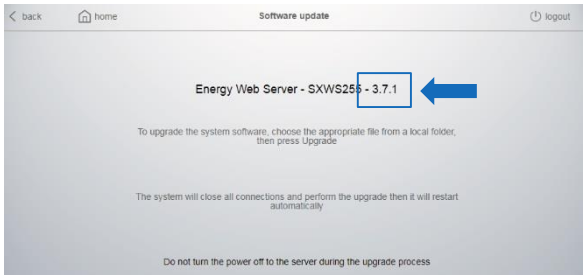 back home Software update logout
Energy Web Server - SXWS255 - 3.7.1
To upgrade the system software, choose the appropriate file from a local folder,
then press Upgrade
The system will close all connections and perform the upgrade then it will restart
automatically
Do not turn the power off to the server during the upgrade process